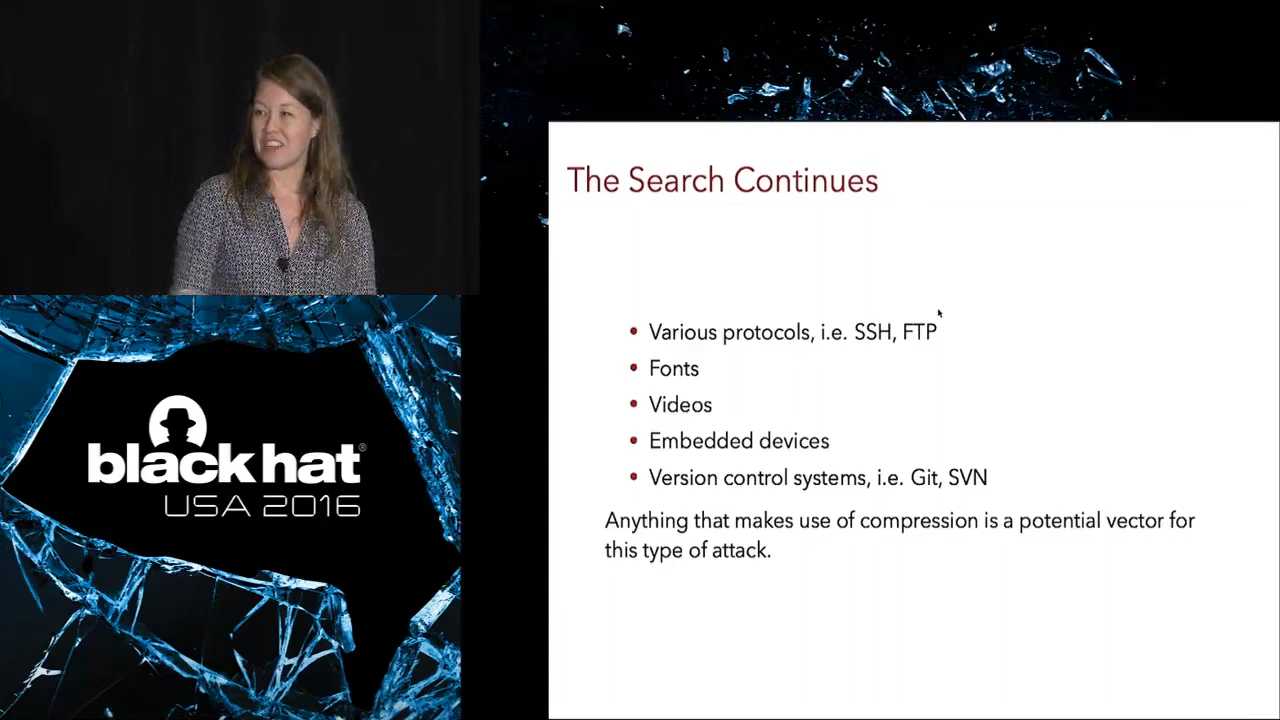 The Search Continues
• Various protocols, i.e. SSH, FTP
• Fonts
• Videos
• Embedded devices
• Version control systems, i.e. Git, SVN
Anything that makes use of compression is a potential vector for
this type of attack.
black hat®
USA 2016